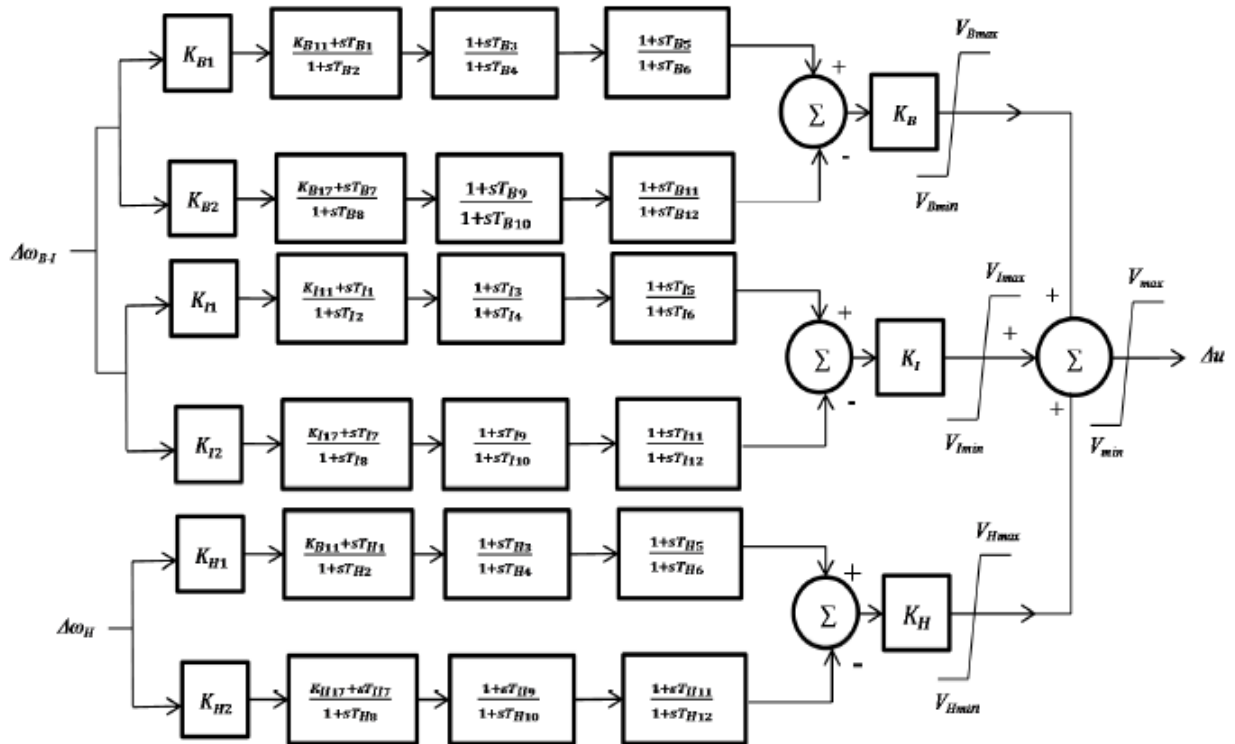 K_B1
K_B11+sT_B1
1+sT_B2
1+sT_B3
1+sT_B4
1+sT_B5
1+sT_B6
+
Σ
-
K_B
V_Bmax
V_Bmin
K_B2
K_B17+sT_B7
1+sT_B8
1+sT_B9
1+sT_B10
1+sT_B11
1+sT_B12
Δω_B-I
K_I1
K_I11+sT_I1
1+sT_I2
1+sT_I3
1+sT_I4
1+sT_I5
1+sT_I6
+
Σ
-
K_I
V_Imax
V_Imin
+
+
+
Σ
V_max
V_min
Δu
K_I2
K_I17+sT_I7
1+sT_I8
1+sT_I9
1+sT_I10
1+sT_I11
1+sT_I12
Δω_H
K_H1
K_B11+sT_H1
1+sT_H2
1+sT_H3
1+sT_H4
1+sT_H5
1+sT_H6
+
Σ
-
K_H
V_Hmax
V_Hmin
K_H2
K_H17+sT_H7
1+sT_H8
1+sT_H9
1+sT_H10
1+sT_H11
1+sT_H12